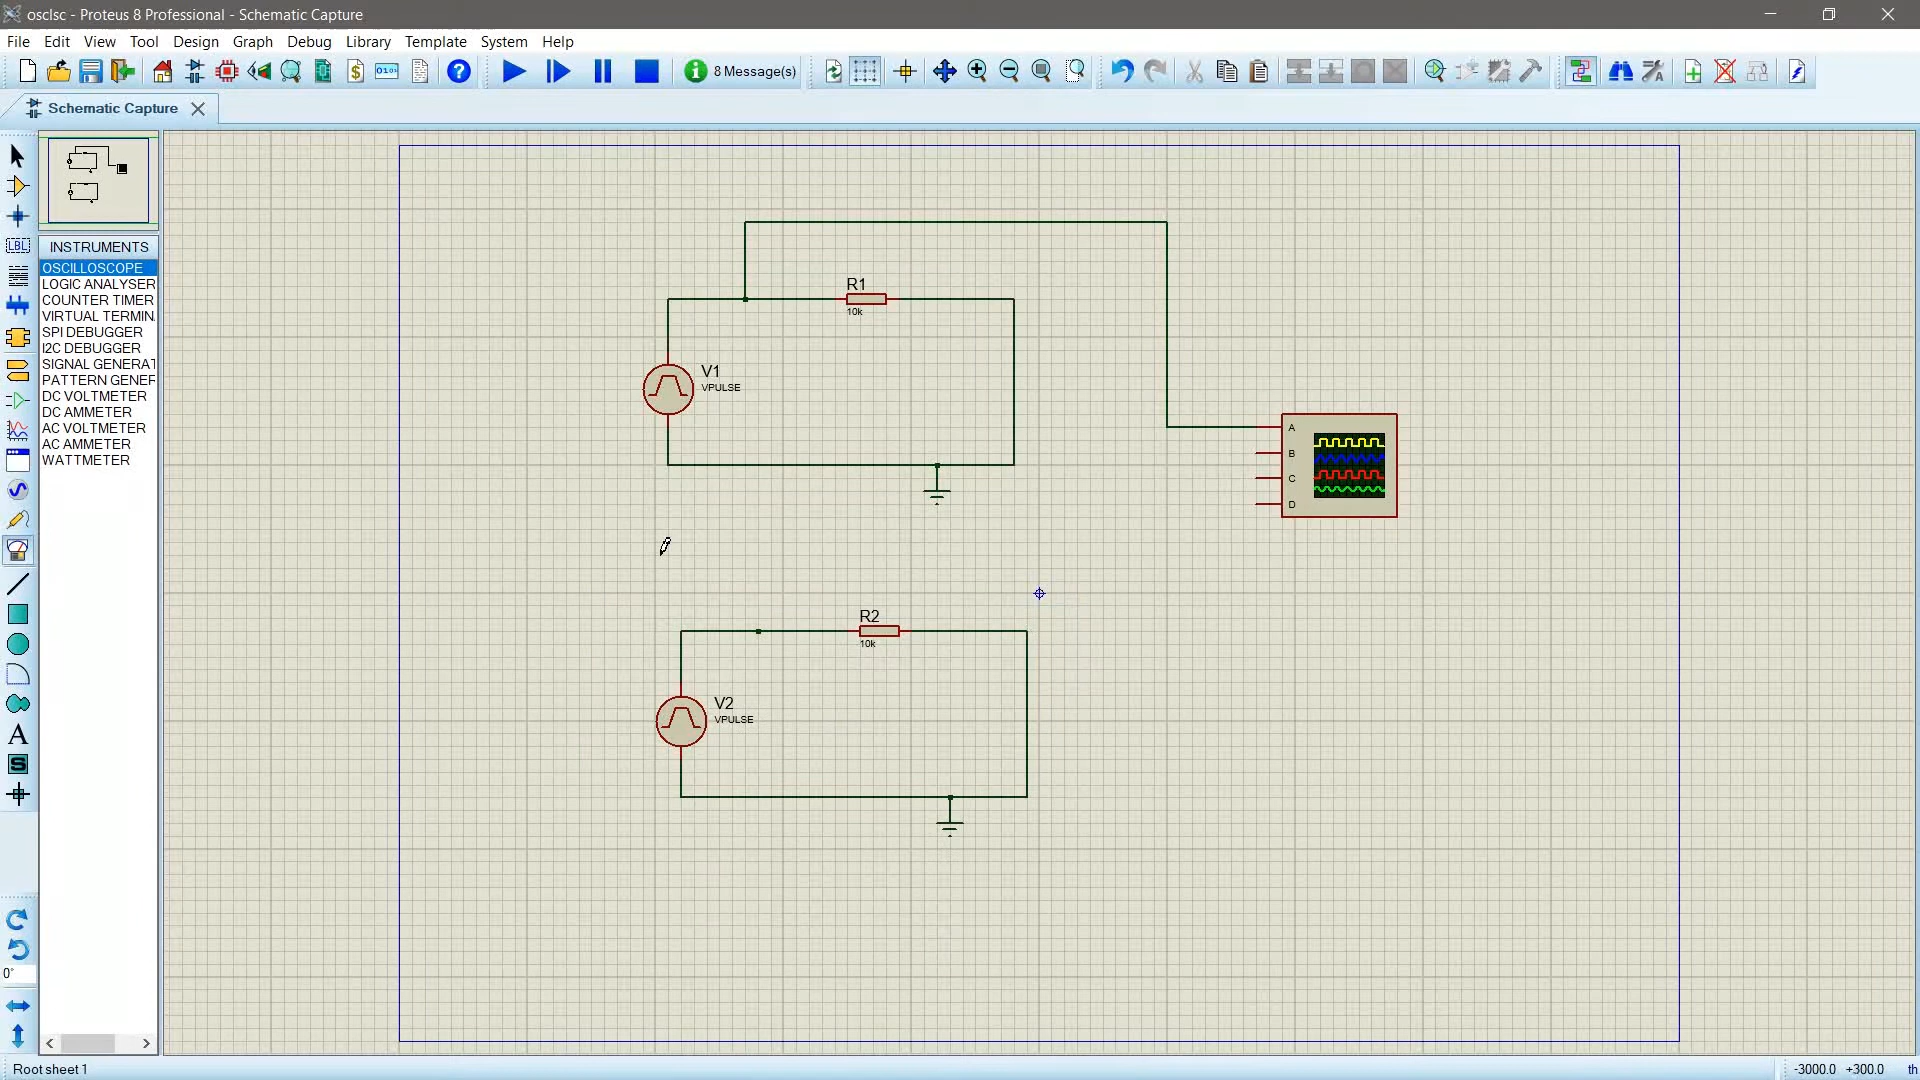 osclsc - Proteus 8 Professional - Schematic Capture
File Edit View Tool Design Graph Debug Library Template System Help
$ 0101 ? i 8 Message(s)
Schematic Capture
INSTRUMENTS
OSCILLOSCOPE
LOGIC ANALYSER
COUNTER TIMER
VIRTUAL TERMIN
SPI DEBUGGER
I2C DEBUGGER
SIGNAL GENERAT
PATTERN GENER
DC VOLTMETER
DC AMMETER
AC VOLTMETER
AC AMMETER
WATTMETER
LBL
A
S
0°
R1
10k
V1
VPULSE
A
B
C
D
R2
10k
V2
VPULSE
Root sheet 1
-3000.0 +300.0 th